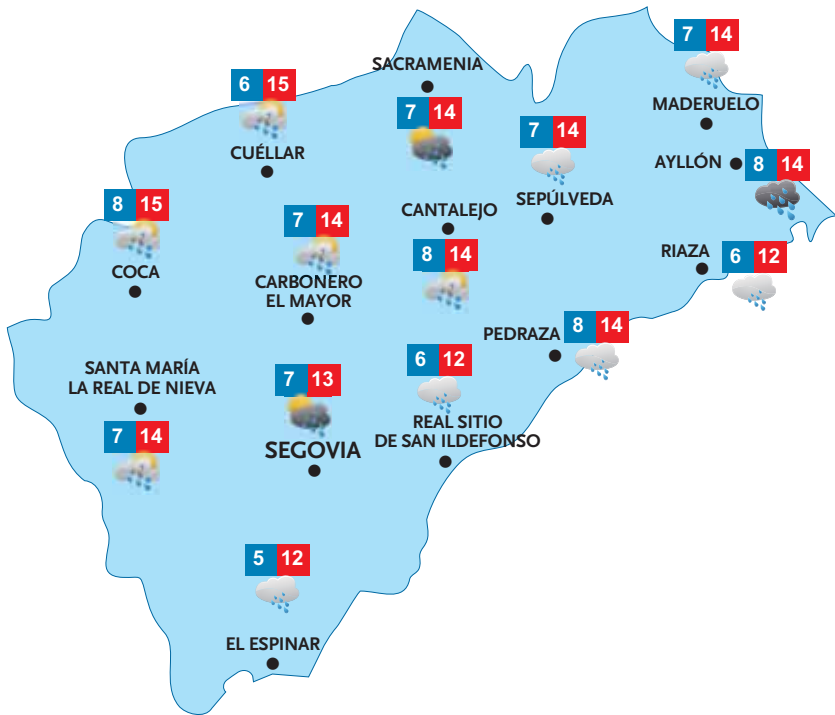 7 14
MADERUELO
SACRAMENIA
7 14
6 15
CUÉLLAR
7 14
SEPÚLVEDA
AYLLÓN
8 14
8 15
COCA
7 14
CARBONERO
EL MAYOR
CANTALEJO
8 14
RIAZA
6 12
PEDRAZA
8 14
SANTA MARÍA
LA REAL DE NIEVA
7 14
7 13
SEGOVIA
6 12
REAL SITIO
DE SAN ILDEFONSO
5 12
EL ESPINAR